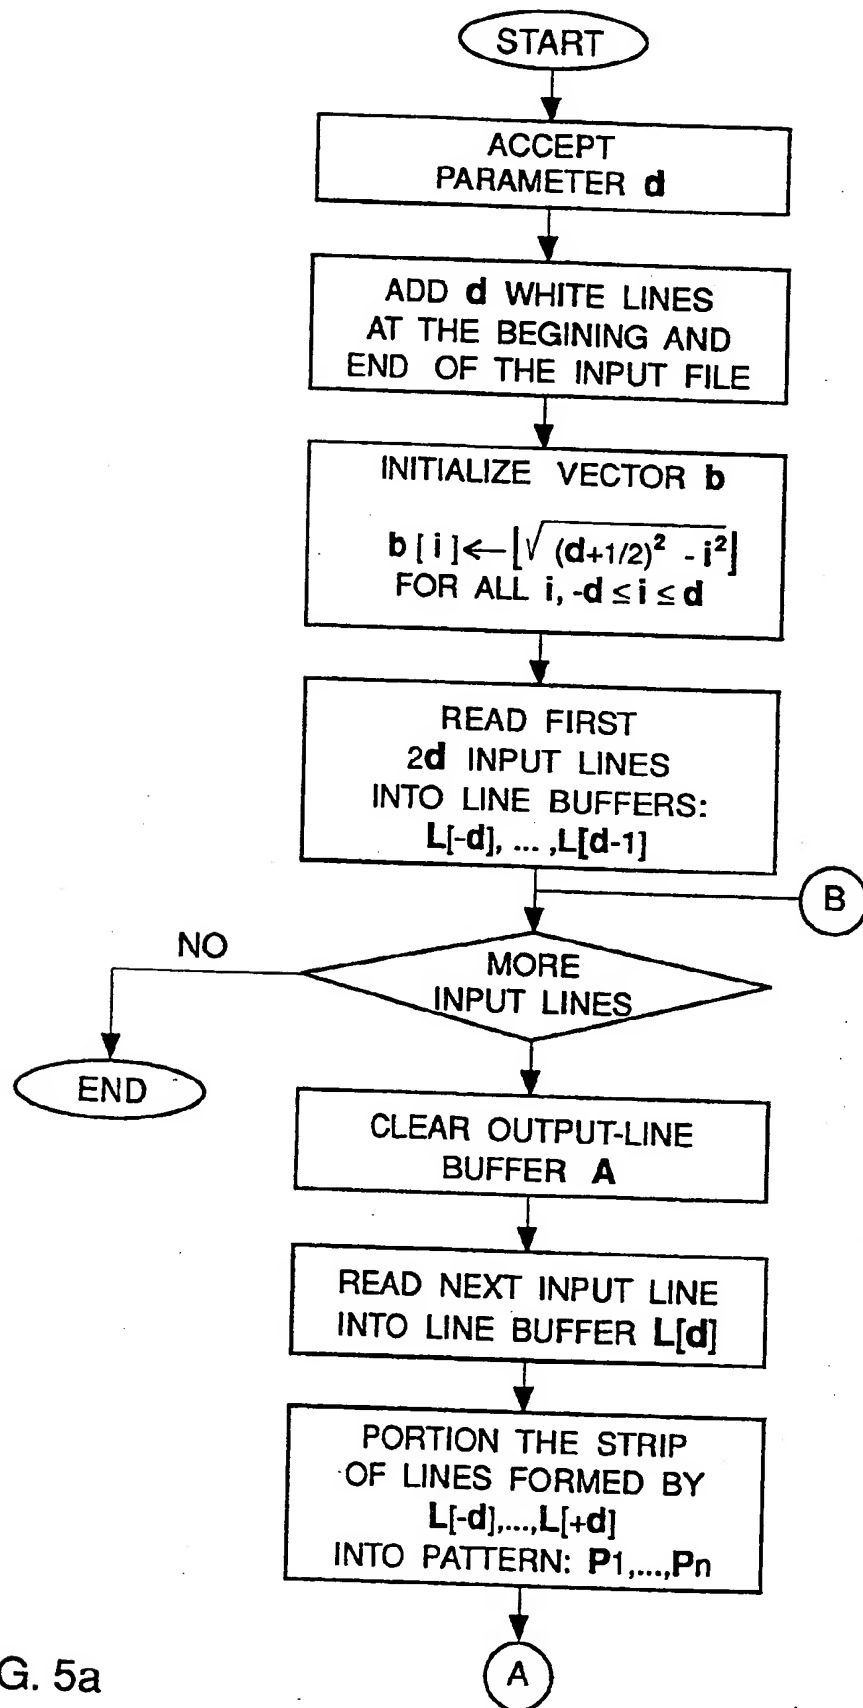 START
ACCEPT
PARAMETER d
ADD d WHITE LINES
AT THE BEGINING AND
END OF THE INPUT FILE
INITIALIZE VECTOR b
b [ i ]←⌊√(d+1/2)² - i²⌋
FOR ALL i, -d ≤ i ≤ d
READ FIRST
2d INPUT LINES
INTO LINE BUFFERS:
L[-d], ... ,L[d-1]
B
NO
MORE
INPUT LINES
END
CLEAR OUTPUT-LINE
BUFFER A
READ NEXT INPUT LINE
INTO LINE BUFFER L[d]
PORTION THE STRIP
OF LINES FORMED BY
L[-d],...,L[+d]
INTO PATTERN: P1,...,Pn
A
G. 5a